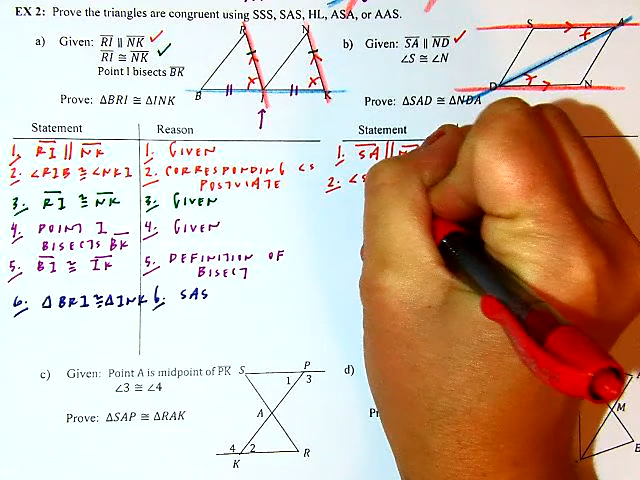 EX 2: Prove the triangles are congruent using SSS, SAS, HL, ASA, or AAS.
a) Given: RI ∥ NK
RI ≅ NK
Point I bisects BK
Prove: ΔBRI ≅ ΔINK
R N
B I K
b) Given: SA ∥ ND
∠S ≅ ∠N
Prove: ΔSAD ≅ ΔNDA
S A
D N
Statement Reason
1. RI ∥ NK 1. GIVEN
2. ∠RIB ≅ ∠NKI 2. CORRESPONDING ∠S
POSTULATE
3. RI ≅ NK 3. GIVEN
4. POINT I 4. GIVEN
BISECTS BK
5. BI ≅ IK 5. DEFINITION OF
BISECT
6. Δ BRI ≅ Δ INK 6. SAS
Statement
1. SA ∥
2. ∠S
c) Given: Point A is midpoint of PK
∠3 ≅ ∠4
Prove: ΔSAP ≅ ΔRAK
S P
1 3
A
4 2
K R
d)
M
E